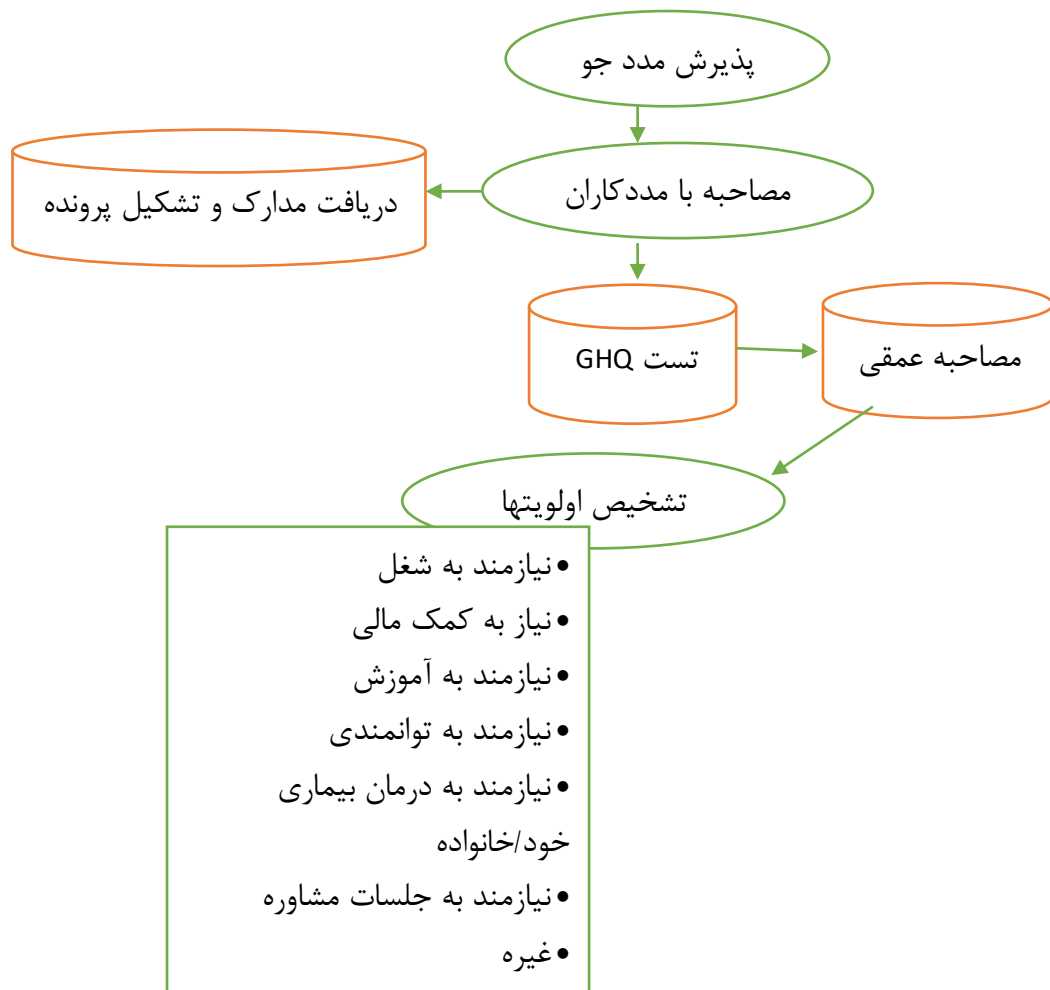 پذیرش مدد جو
مصاحبه با مددکاران
دریافت مدارک و تشکیل پرونده
تست GHQ
مصاحبه عمقی
تشخیص اولویتها
• نیازمند به شغل
• نیاز به کمک مالی
• نیازمند به آموزش
• نیازمند به توانمندی
• نیازمند به درمان بیماری
خود/خانواده
• نیازمند به جلسات مشاوره
• غیره